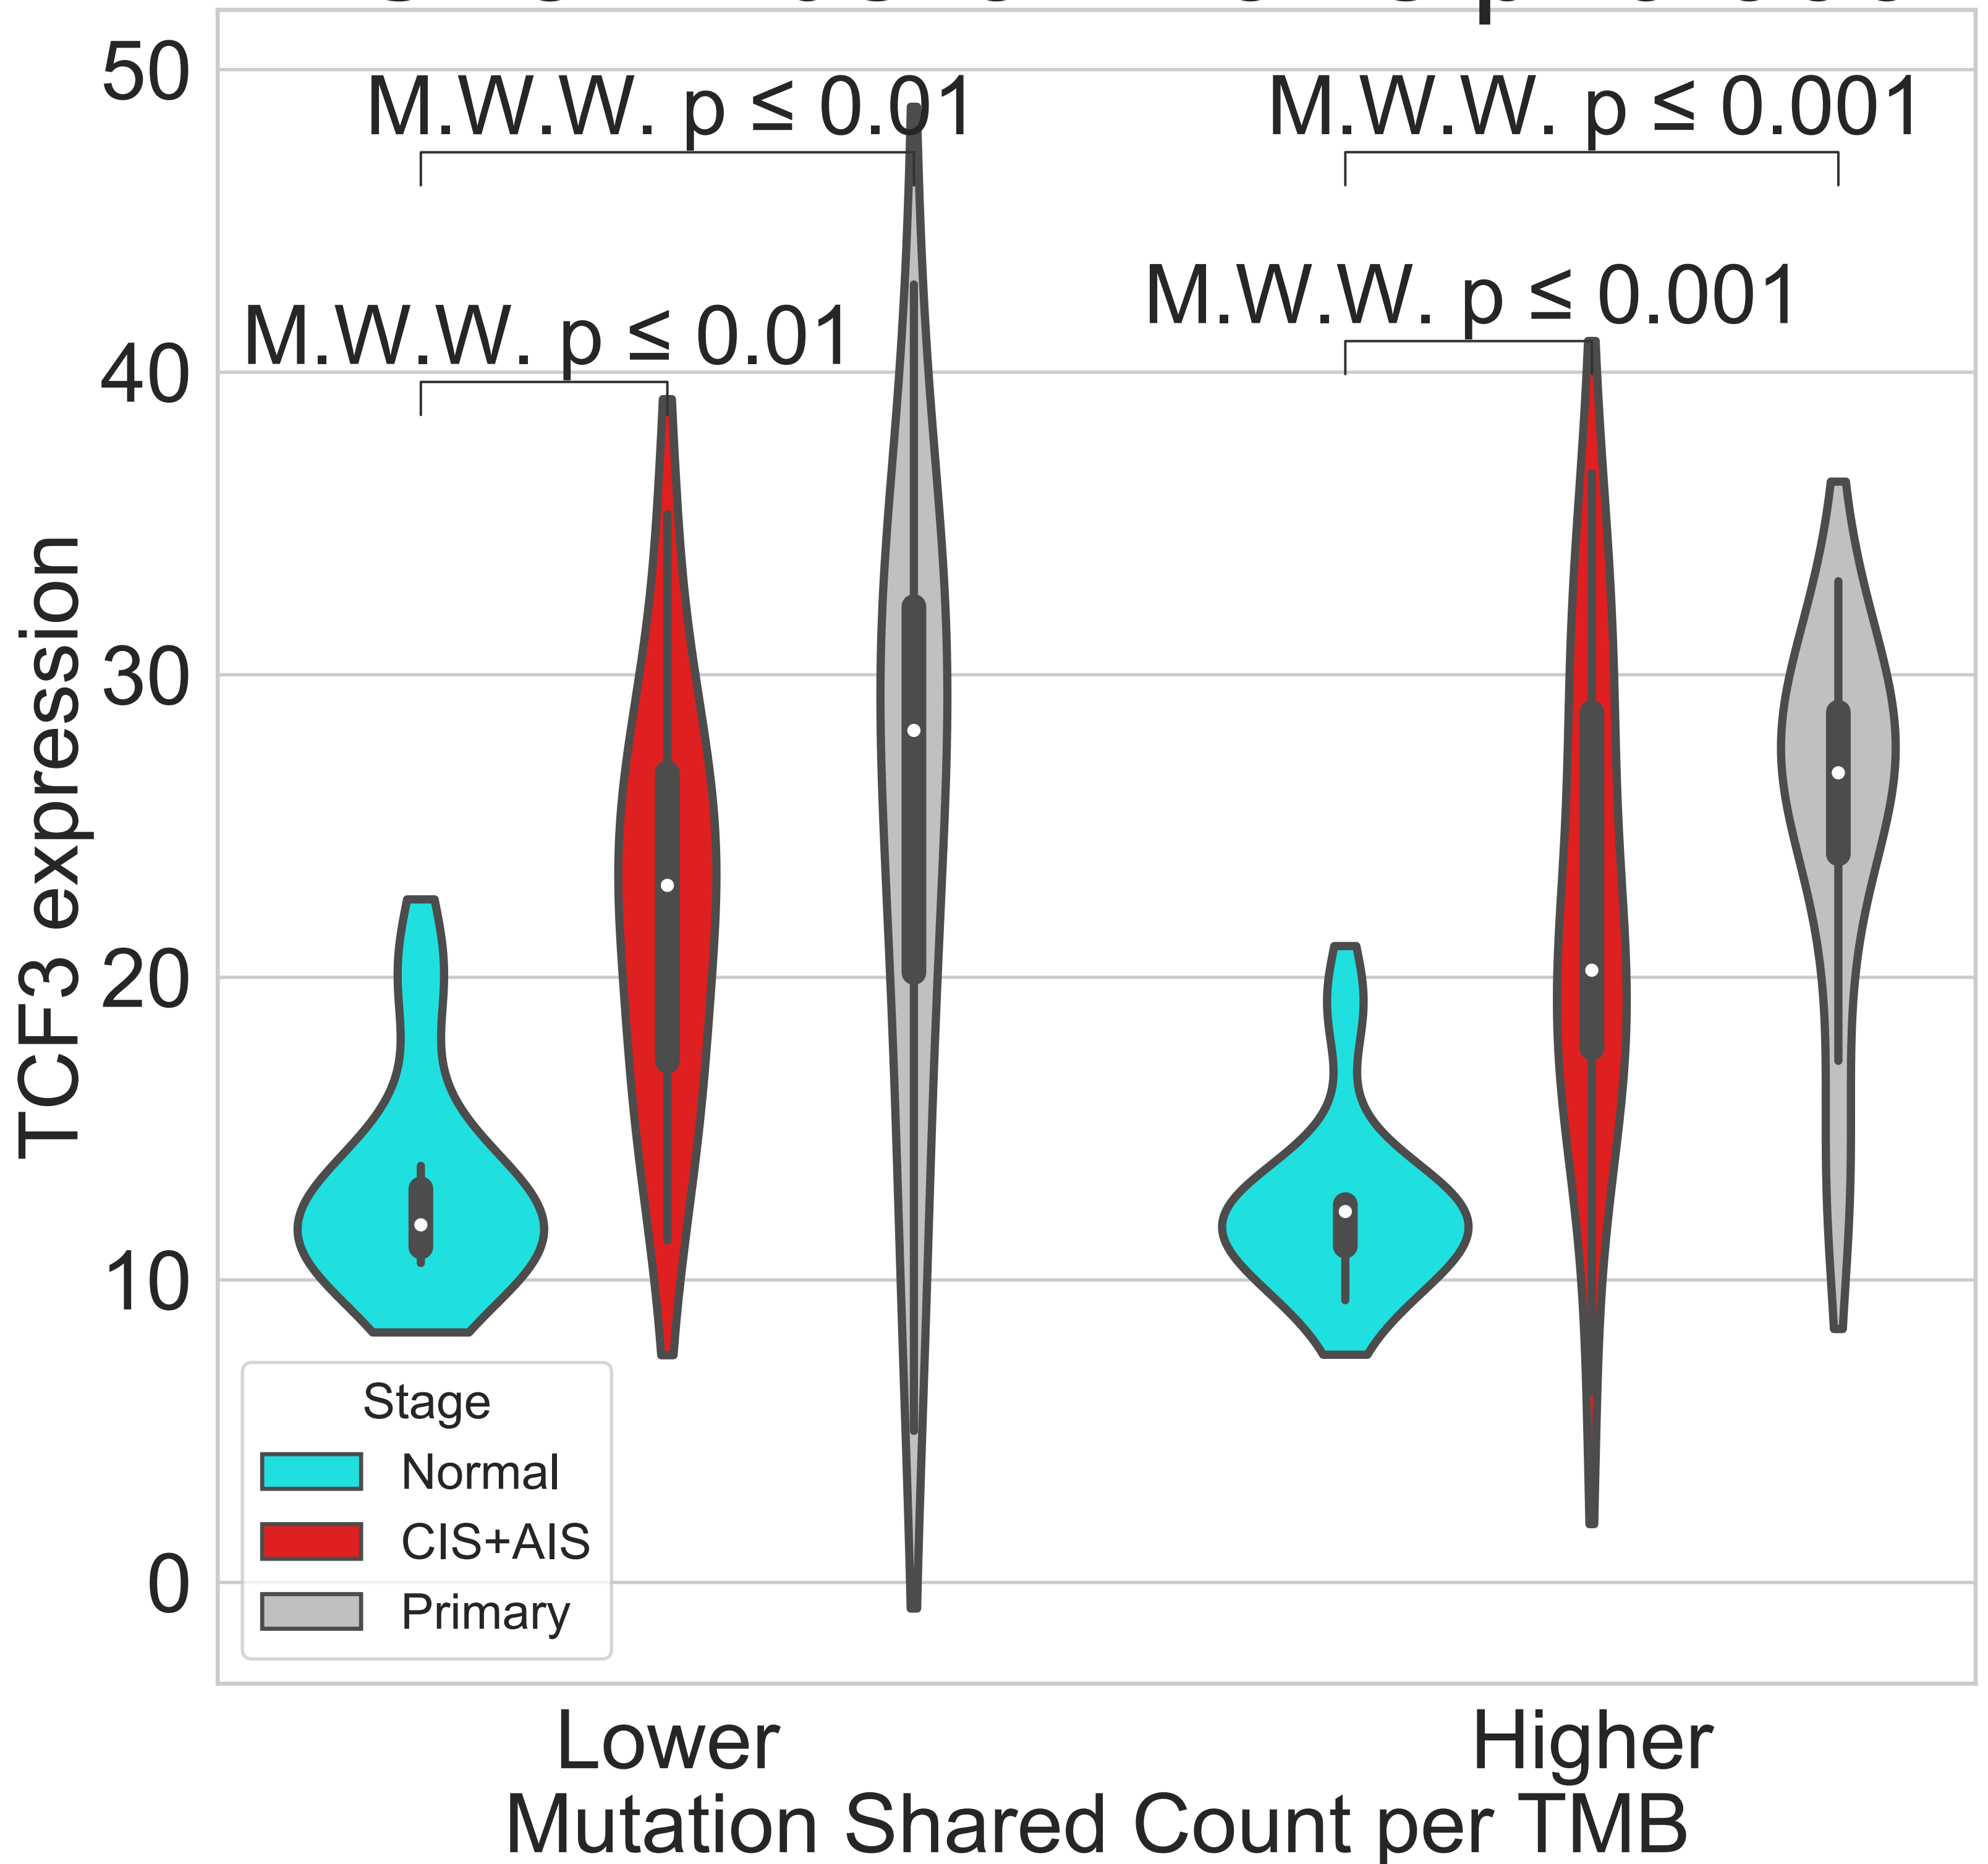 50
M.W.W. p ≤ 0.01
M.W.W. p ≤ 0.001
M.W.W. p ≤ 0.001
M.W.W. p ≤ 0.01
40
30
20
10
0
TCF3 expression
Stage
Normal
CIS+AIS
Primary
Lower
Higher
Mutation Shared Count per TMB